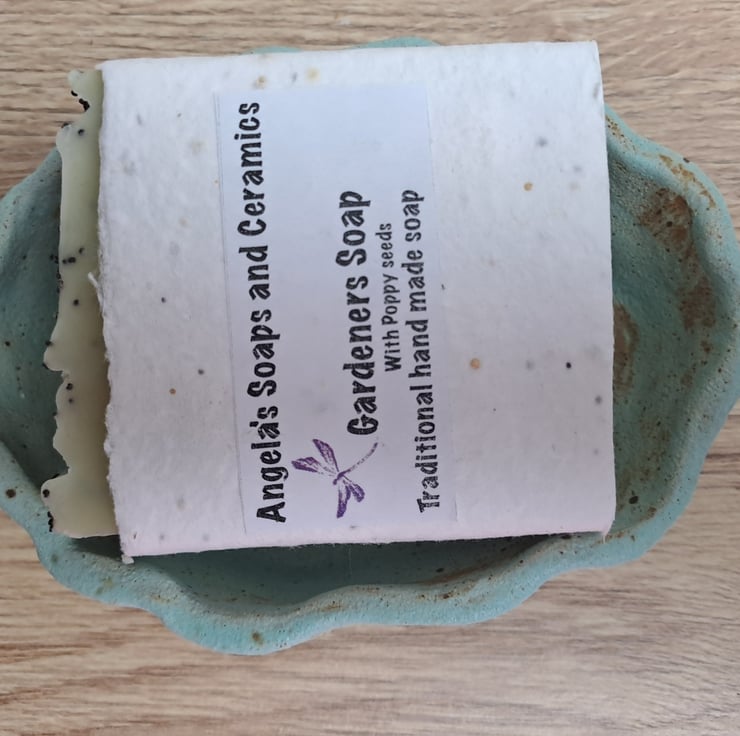 Angela's Soaps and Ceramics
Gardeners Soap
With Poppy seeds
Traditional hand made soap